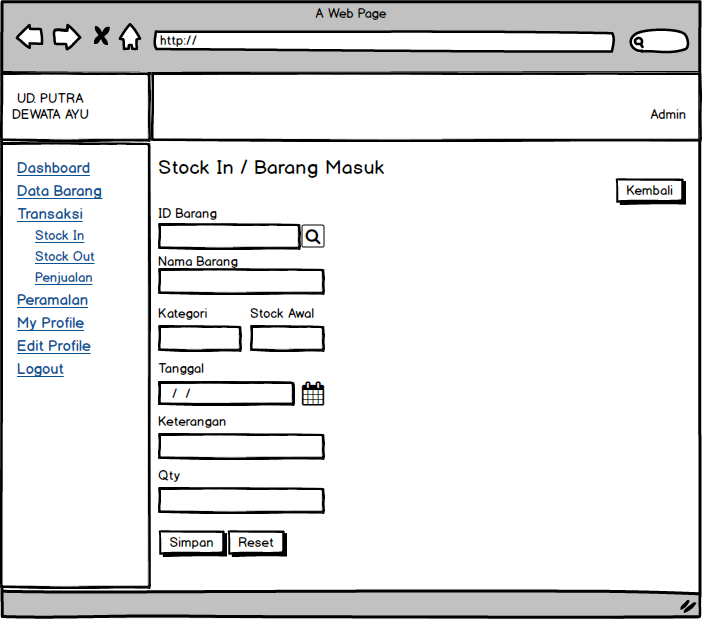 A Web Page
http://
UD. PUTRA
DEWATA AYU
Admin
Dashboard
Data Barang
Transaksi
Stock In
Stock Out
Penjualan
Peramalan
My Profile
Edit Profile
Logout
Stock In / Barang Masuk
Kembali
ID Barang
Nama Barang
Kategori Stock Awal
Tanggal
/ /
Keterangan
Qty
Simpan Reset